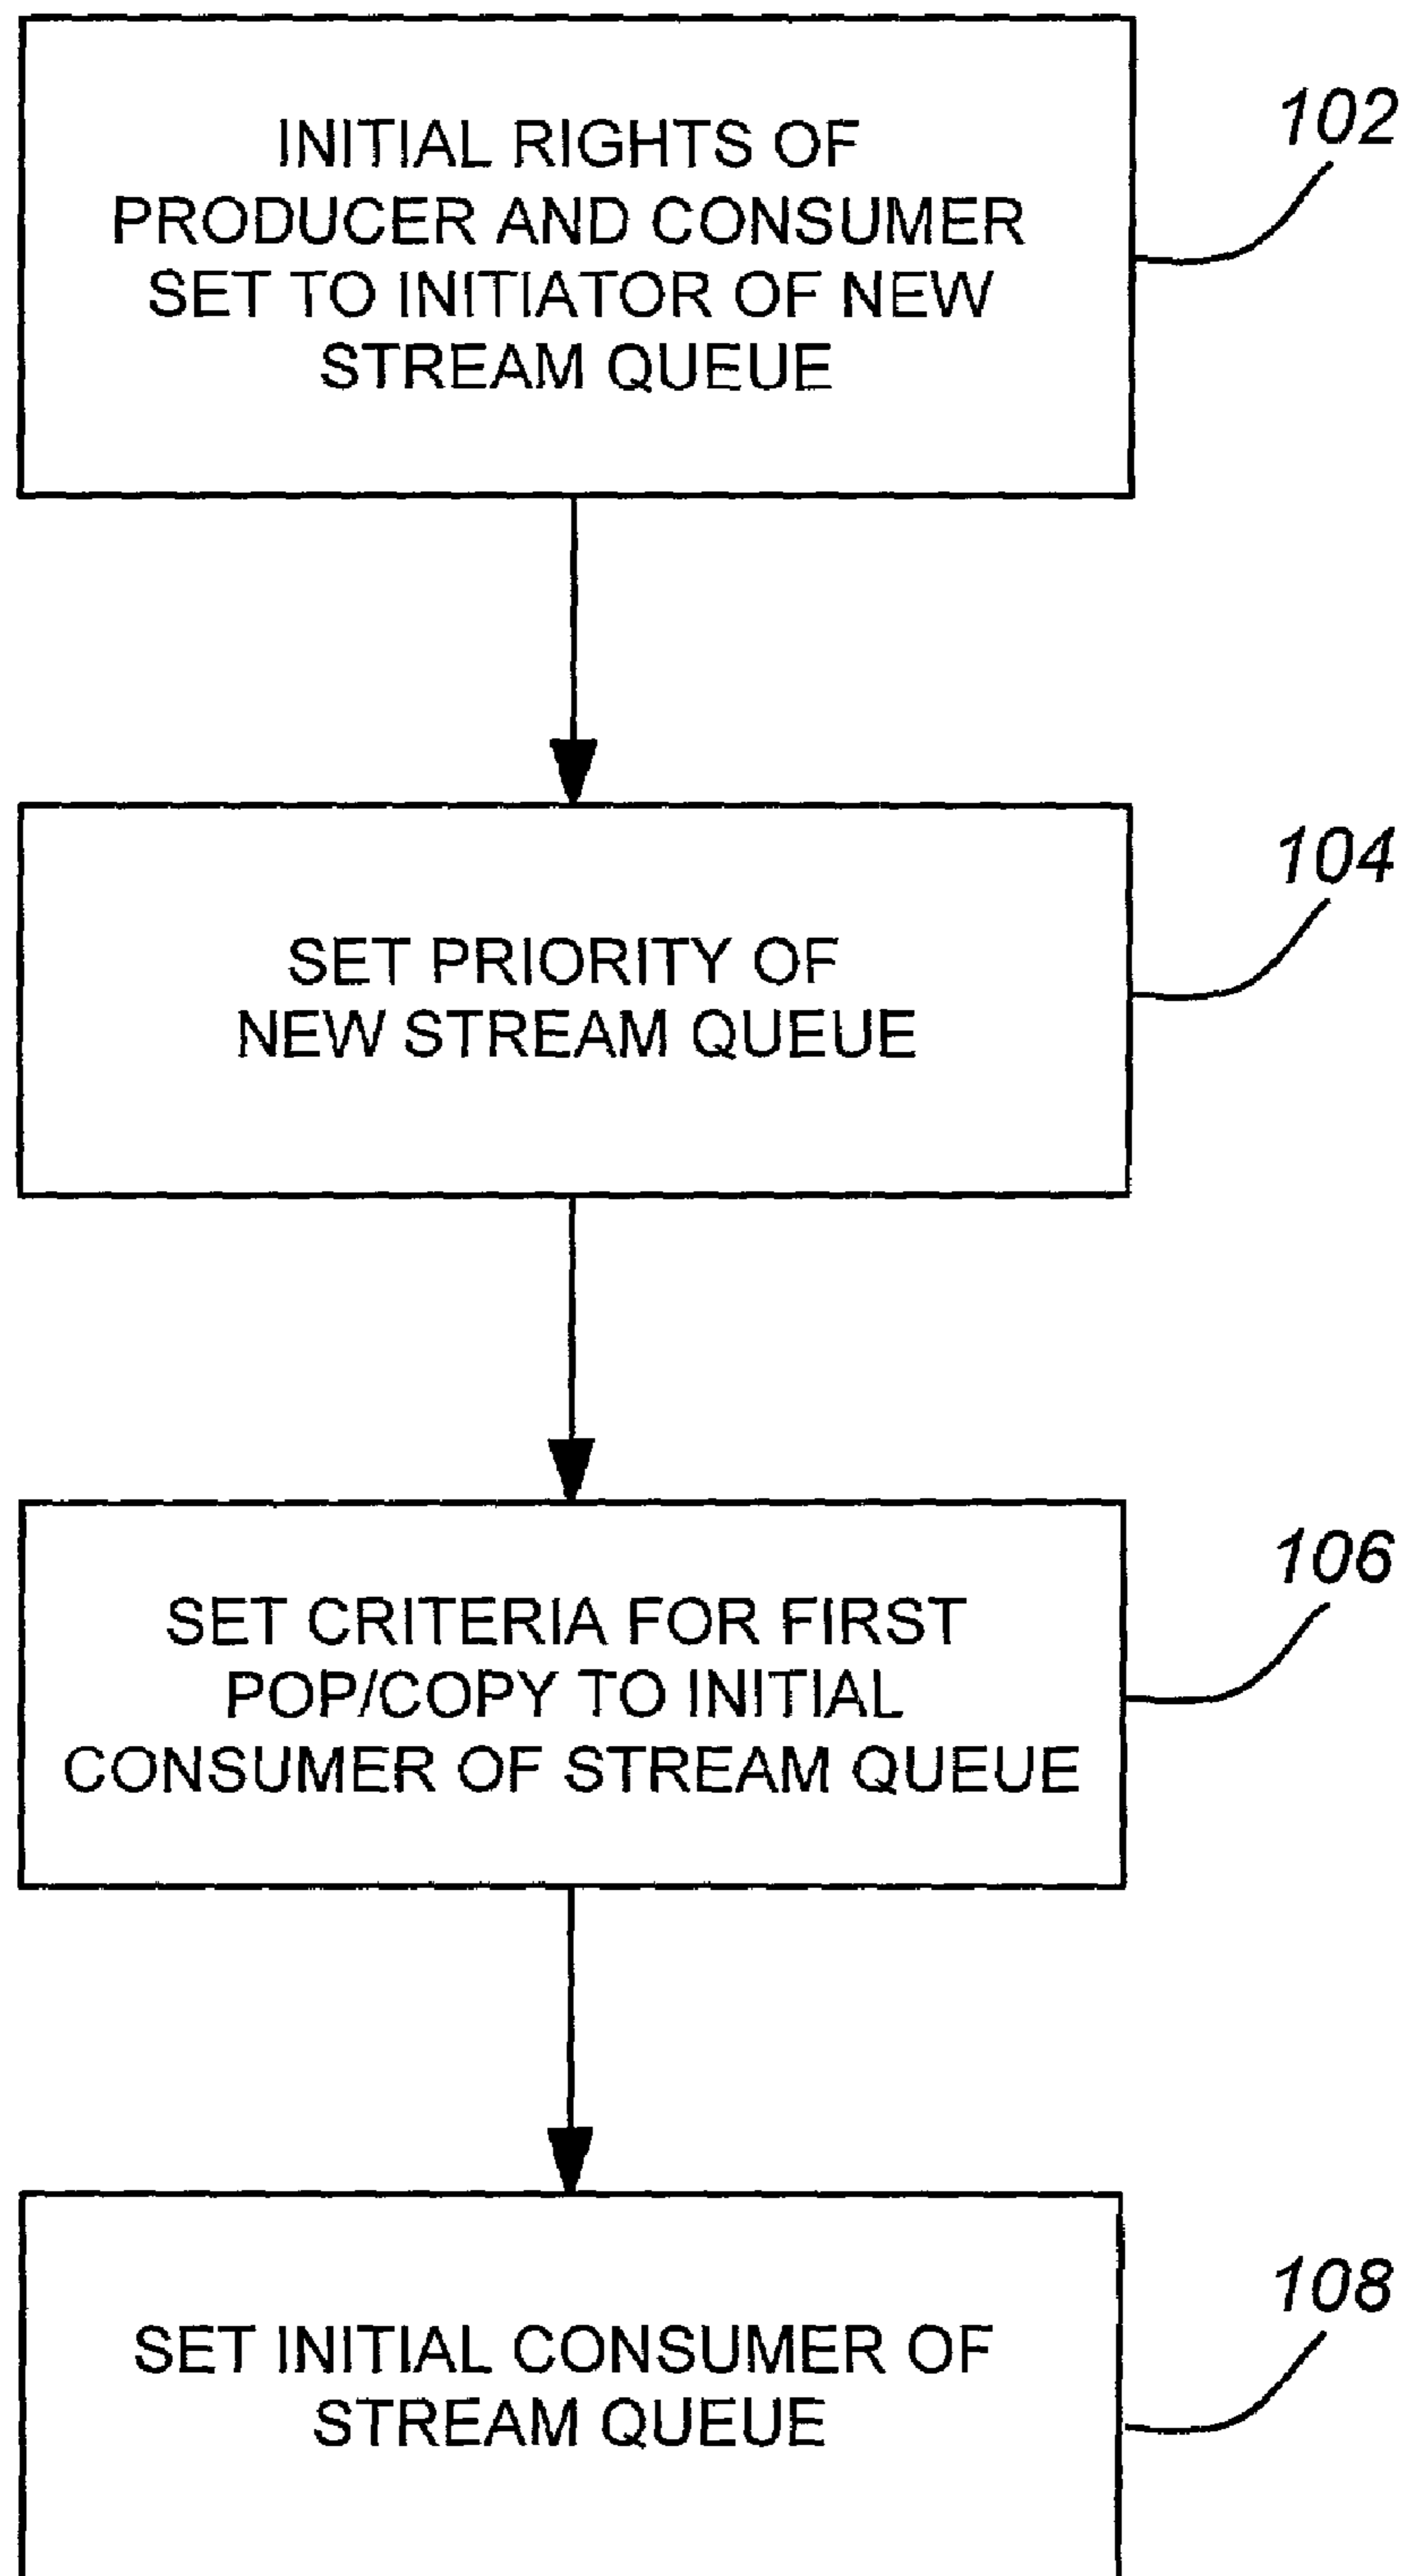 INITIAL RIGHTS OF
PRODUCER AND CONSUMER
SET TO INITIATOR OF NEW
STREAM QUEUE
102
SET PRIORITY OF
NEW STREAM QUEUE
104
SET CRITERIA FOR FIRST
POP/COPY TO INITIAL
CONSUMER OF STREAM QUEUE
106
SET INITIAL CONSUMER OF
STREAM QUEUE
108